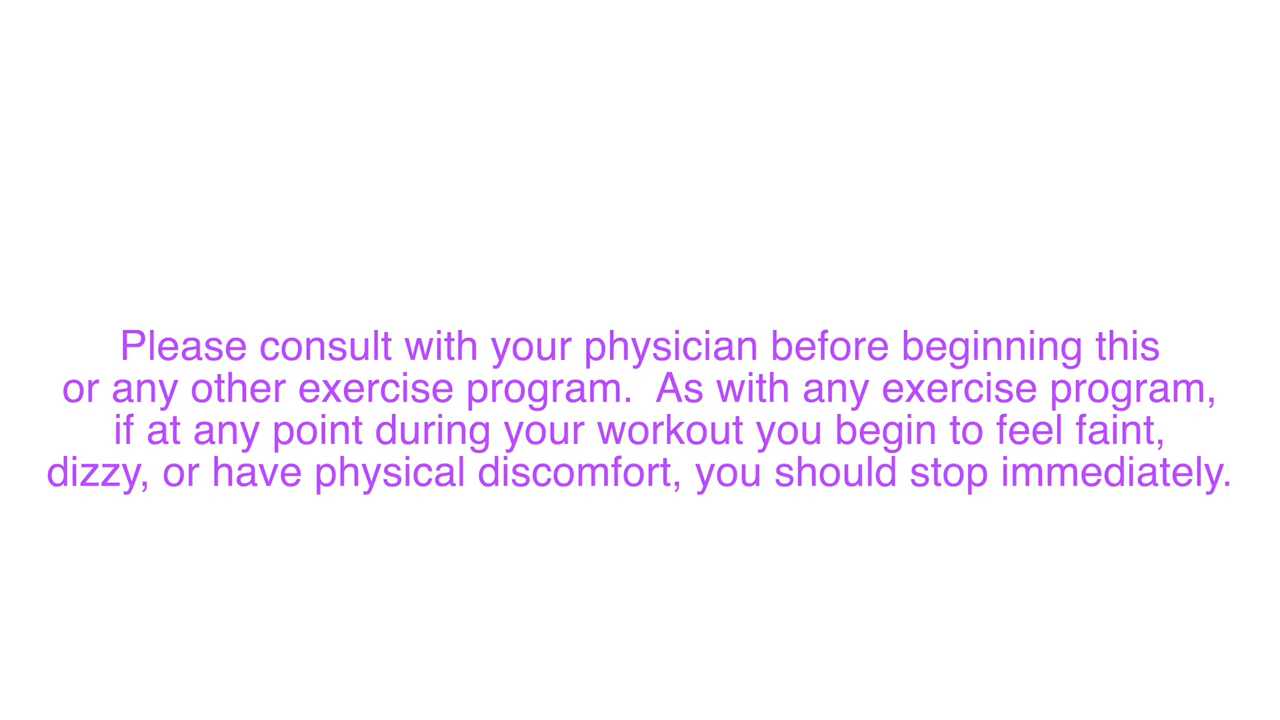 Please consult with your physician before beginning this
or any other exercise program.  As with any exercise program,
if at any point during your workout you begin to feel faint,
dizzy, or have physical discomfort, you should stop immediately.